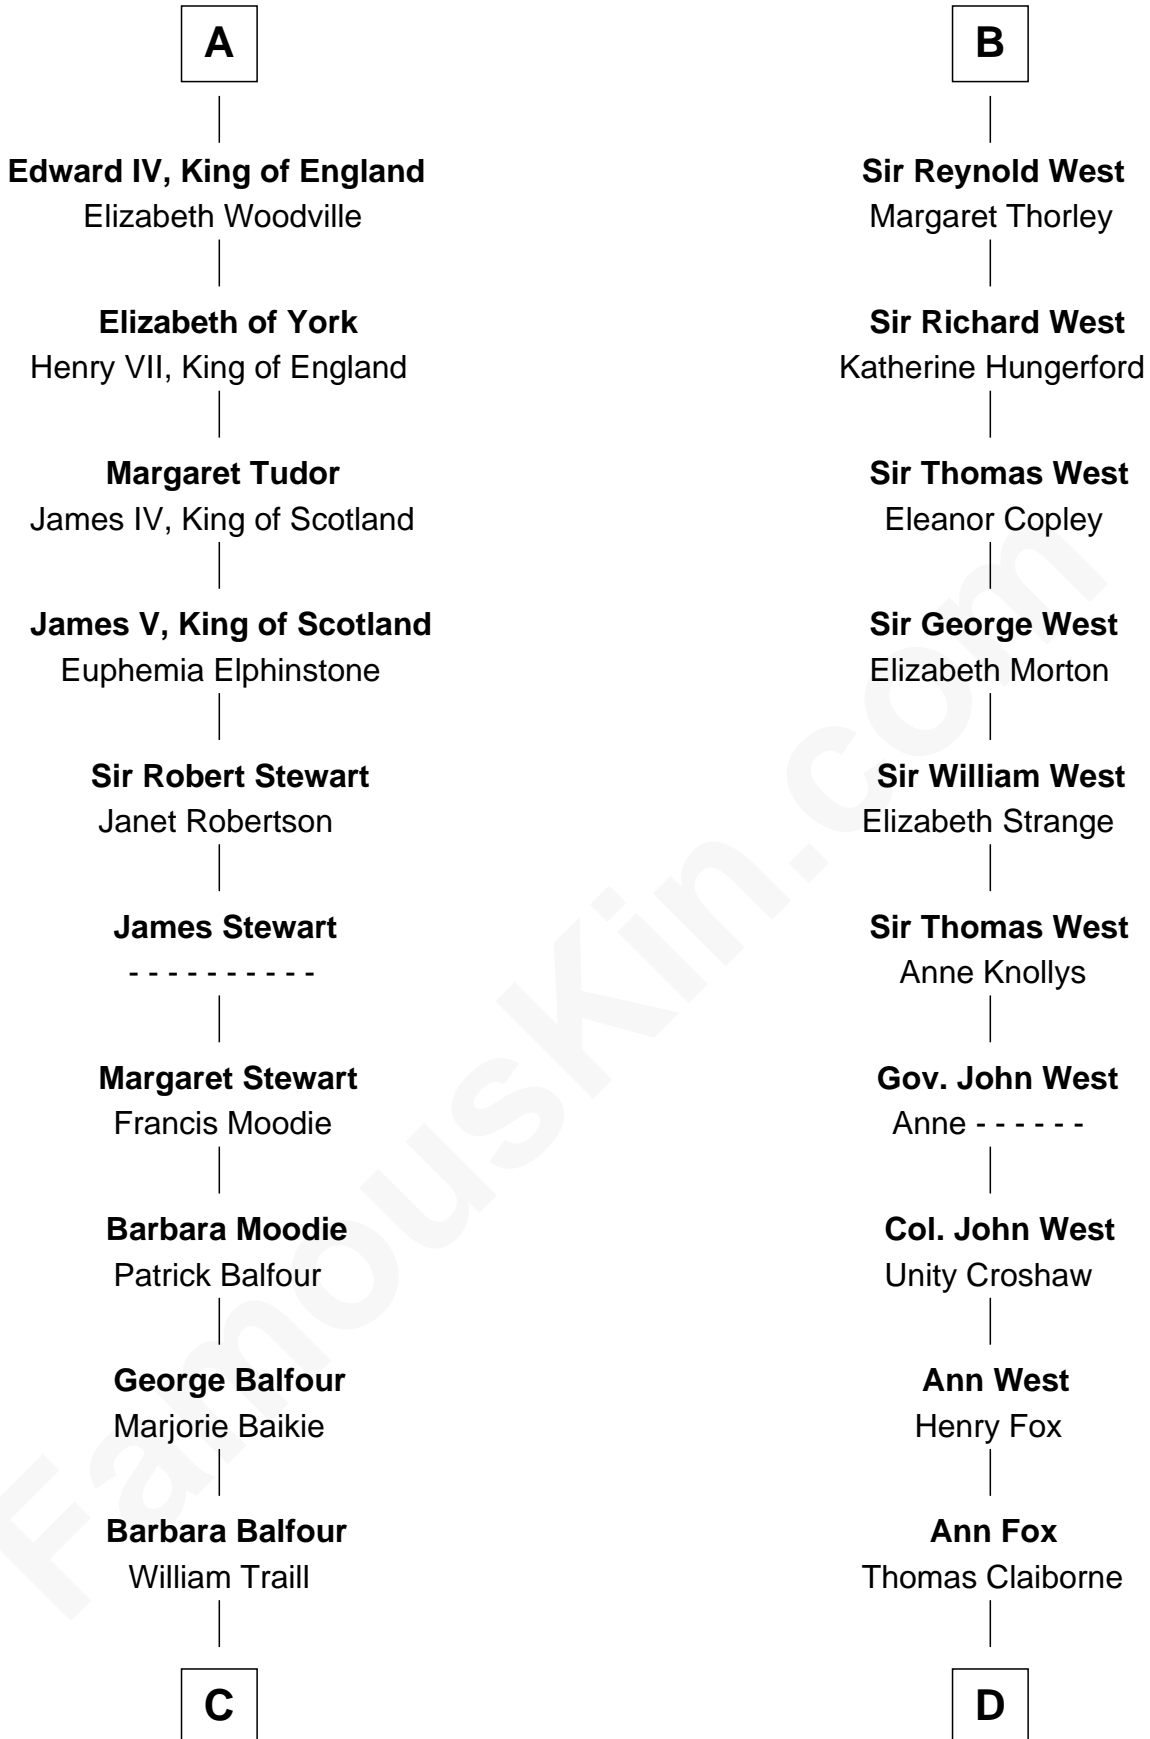 A
Edward IV, King of England
Elizabeth Woodville
Elizabeth of York
Henry VII, King of England
Margaret Tudor
James IV, King of Scotland
James V, King of Scotland
Euphemia Elphinstone
Sir Robert Stewart
Janet Robertson
James Stewart
- - - - - - - - - -
Margaret Stewart
Francis Moodie
Barbara Moodie
Patrick Balfour
George Balfour
Marjorie Baikie
Barbara Balfour
William Traill
C
B
Sir Reynold West
Margaret Thorley
Sir Richard West
Katherine Hungerford
Sir Thomas West
Eleanor Copley
Sir George West
Elizabeth Morton
Sir William West
Elizabeth Strange
Sir Thomas West
Anne Knollys
Gov. John West
Anne - - - - - -
Col. John West
Unity Croshaw
Ann West
Henry Fox
Ann Fox
Thomas Claiborne
D
FamousKin.com